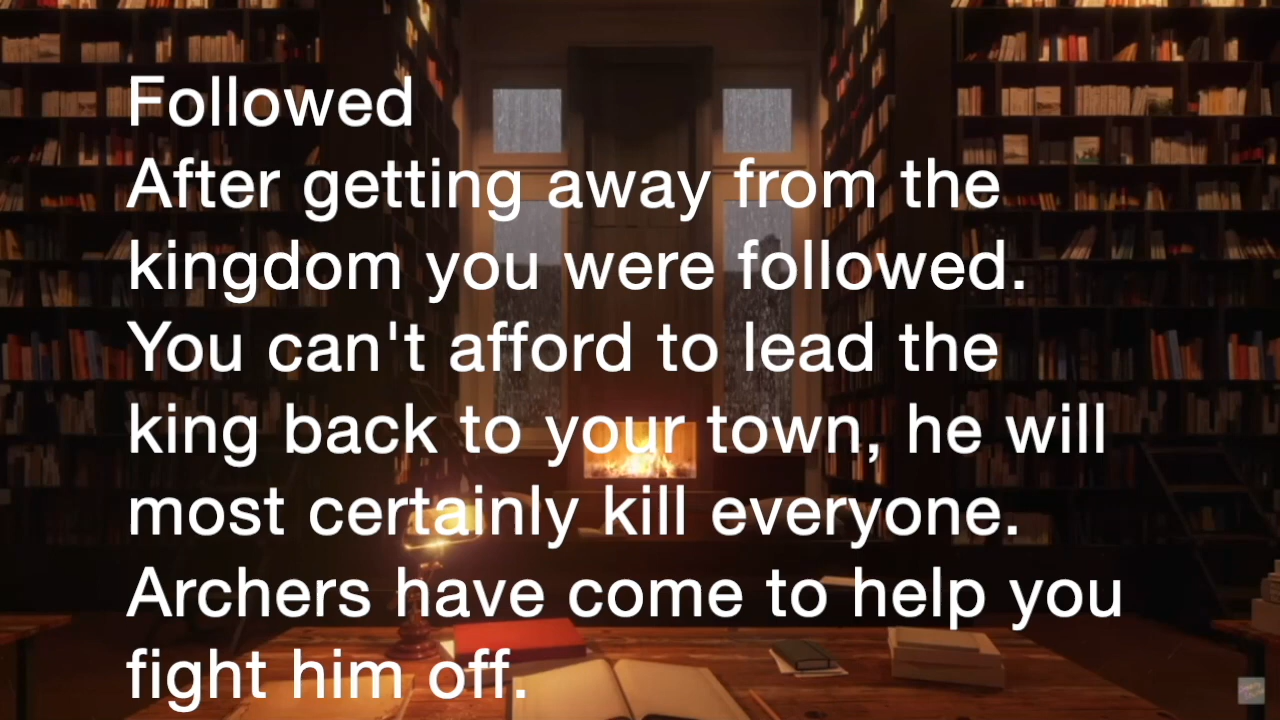 Followed
After getting away from the
kingdom you were followed.
You can't afford to lead the
king back to your town, he will
most certainly kill everyone.
Archers have come to help you
fight him off.